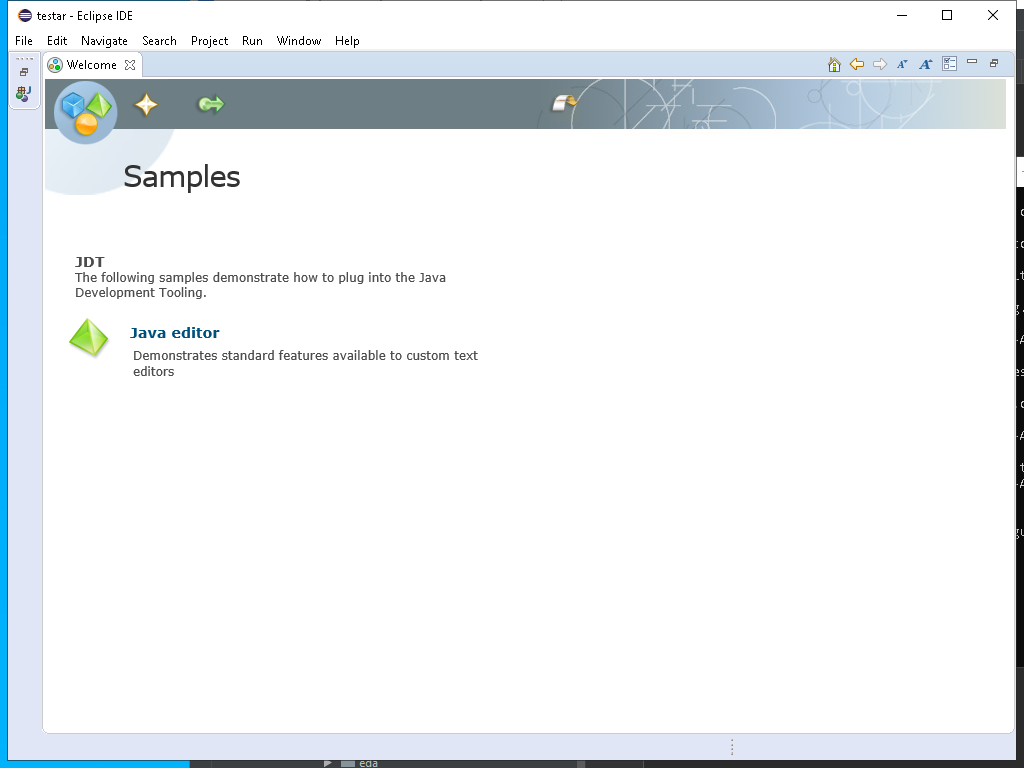 testar - Eclipse IDE
File Edit Navigate Search Project Run Window Help
Welcome
Samples
JDT
The following samples demonstrate how to plug into the Java
Development Tooling.
Java editor
Demonstrates standard features available to custom text
editors
eda